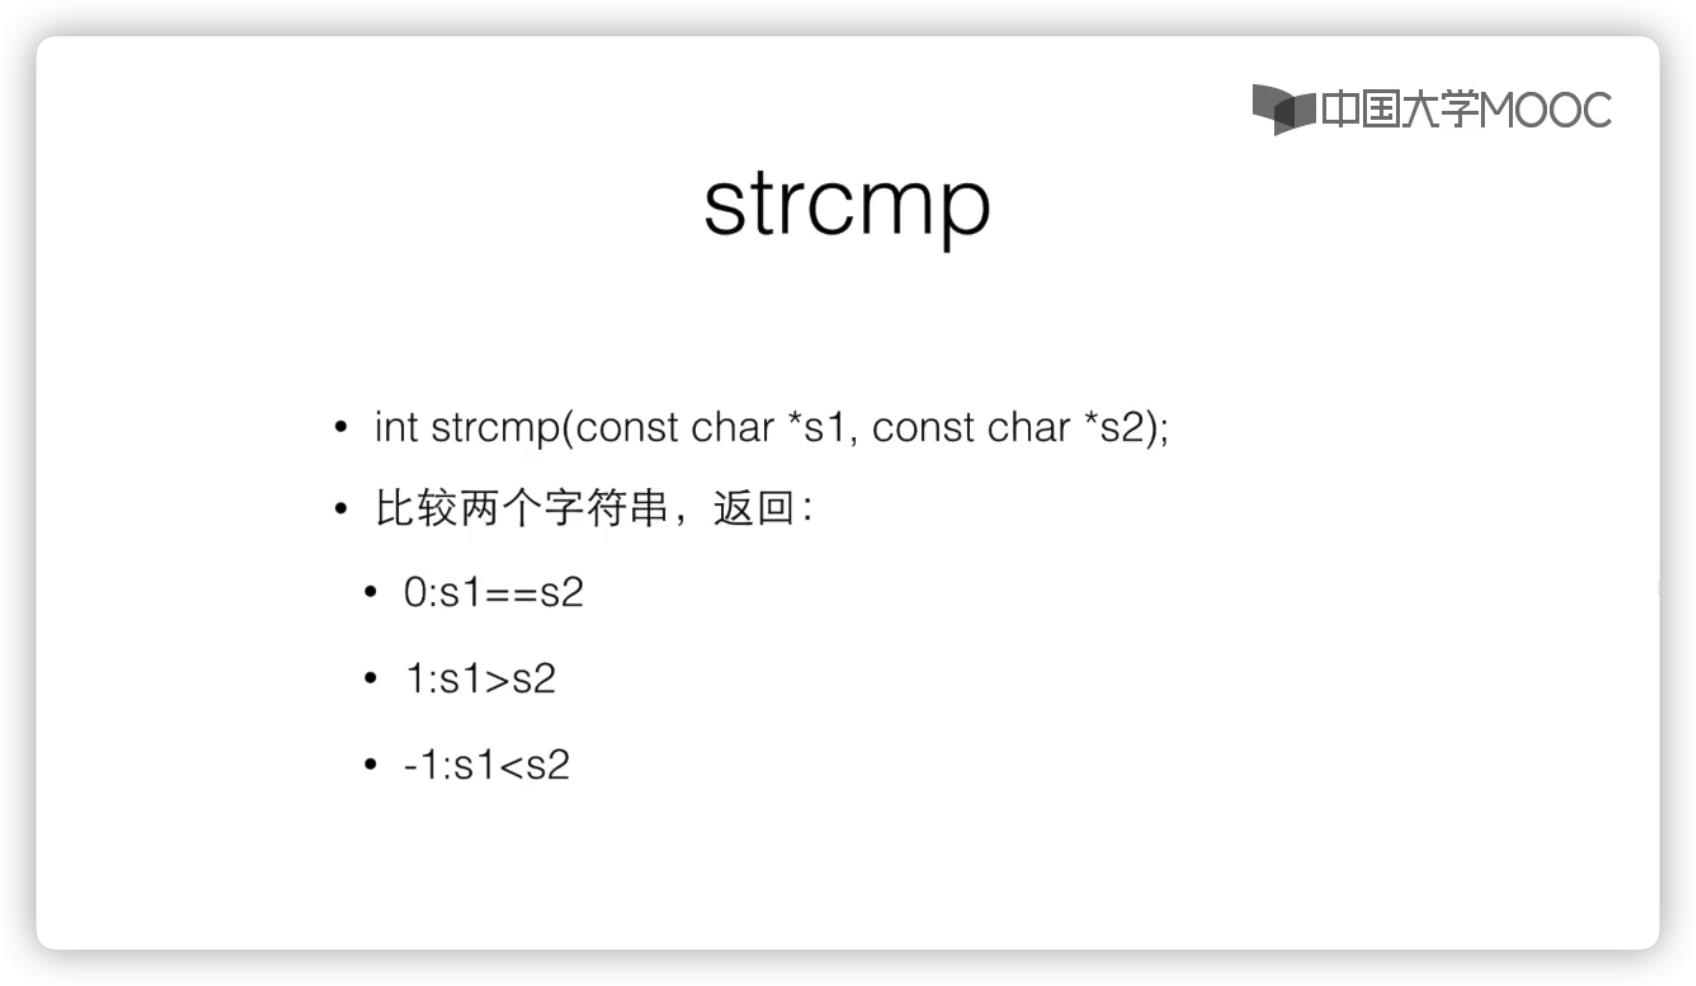 中国大学MOOC
strcmp
• int strcmp(const char *s1, const char *s2);
• 比较两个字符串，返回：
• 0:s1==s2
• 1:s1>s2
• -1:s1<s2